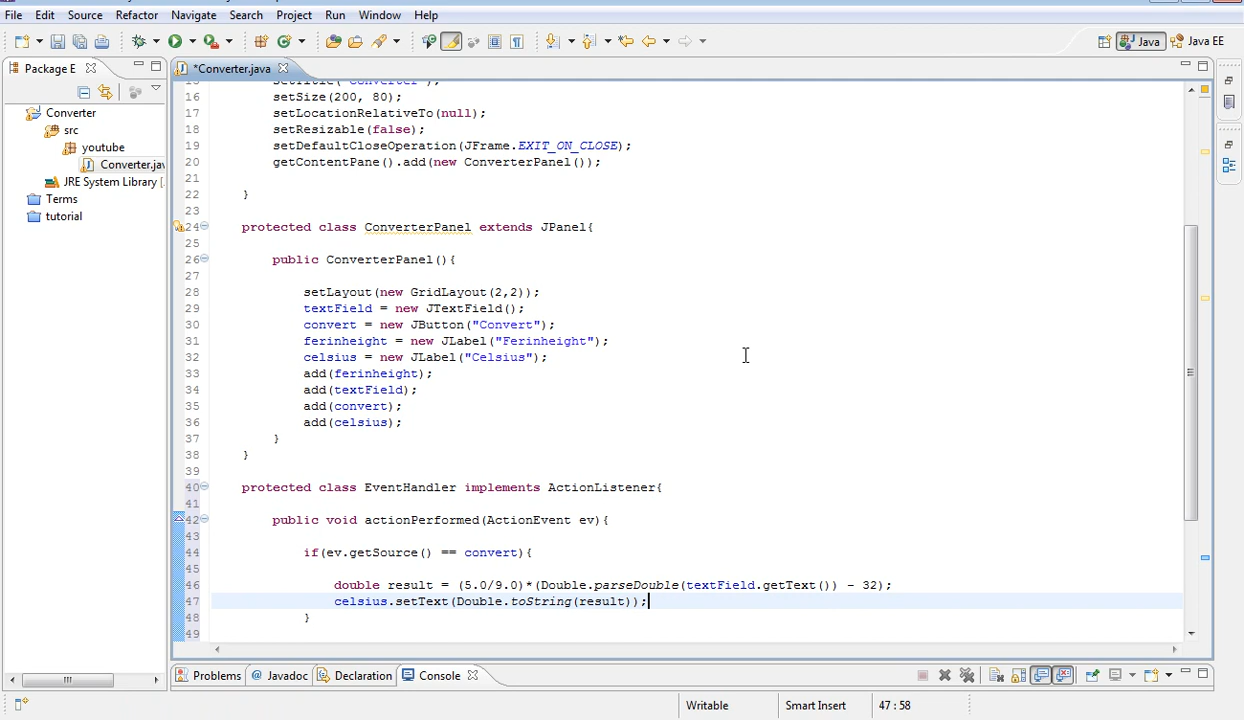 File Edit Source Refactor Navigate Search Project Run Window Help
Java Java EE
Package E
*Converter.java
Converter
src
youtube
Converter.jav
JRE System Library [
Terms
tutorial
16 setSize(200, 80);
17 setLocationRelativeTo(null);
18 setResizable(false);
19 setDefaultCloseOperation(JFrame.EXIT_ON_CLOSE);
20 getContentPane().add(new ConverterPanel());
21
22 }
23
24 protected class ConverterPanel extends JPanel{
25
26 public ConverterPanel(){
27
28 setLayout(new GridLayout(2,2));
29 textField = new JTextField();
30 convert = new JButton("Convert");
31 ferinheight = new JLabel("Ferinheight");
32 celsius = new JLabel("Celsius");
33 add(ferinheight);
34 add(textField);
35 add(convert);
36 add(celsius);
37 }
38 }
39
40 protected class EventHandler implements ActionListener{
41
42 public void actionPerformed(ActionEvent ev){
43
44 if(ev.getSource() == convert){
45
46 double result = (5.0/9.0)*(Double.parseDouble(textField.getText()) - 32);
47 celsius.setText(Double.toString(result));
48 }
49
Problems @ Javadoc Declaration Console
Writable Smart Insert 47 : 58